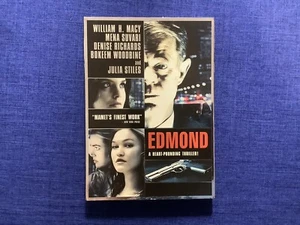 WILLIAM H. MACY
MENA SUVARI
DENISE RICHARDS
BOKEEM WOODBINE
AND
JULIA STILES
"MAMET'S FINEST WORK"
EDMOND
A HEART-POUNDING THRILLER!